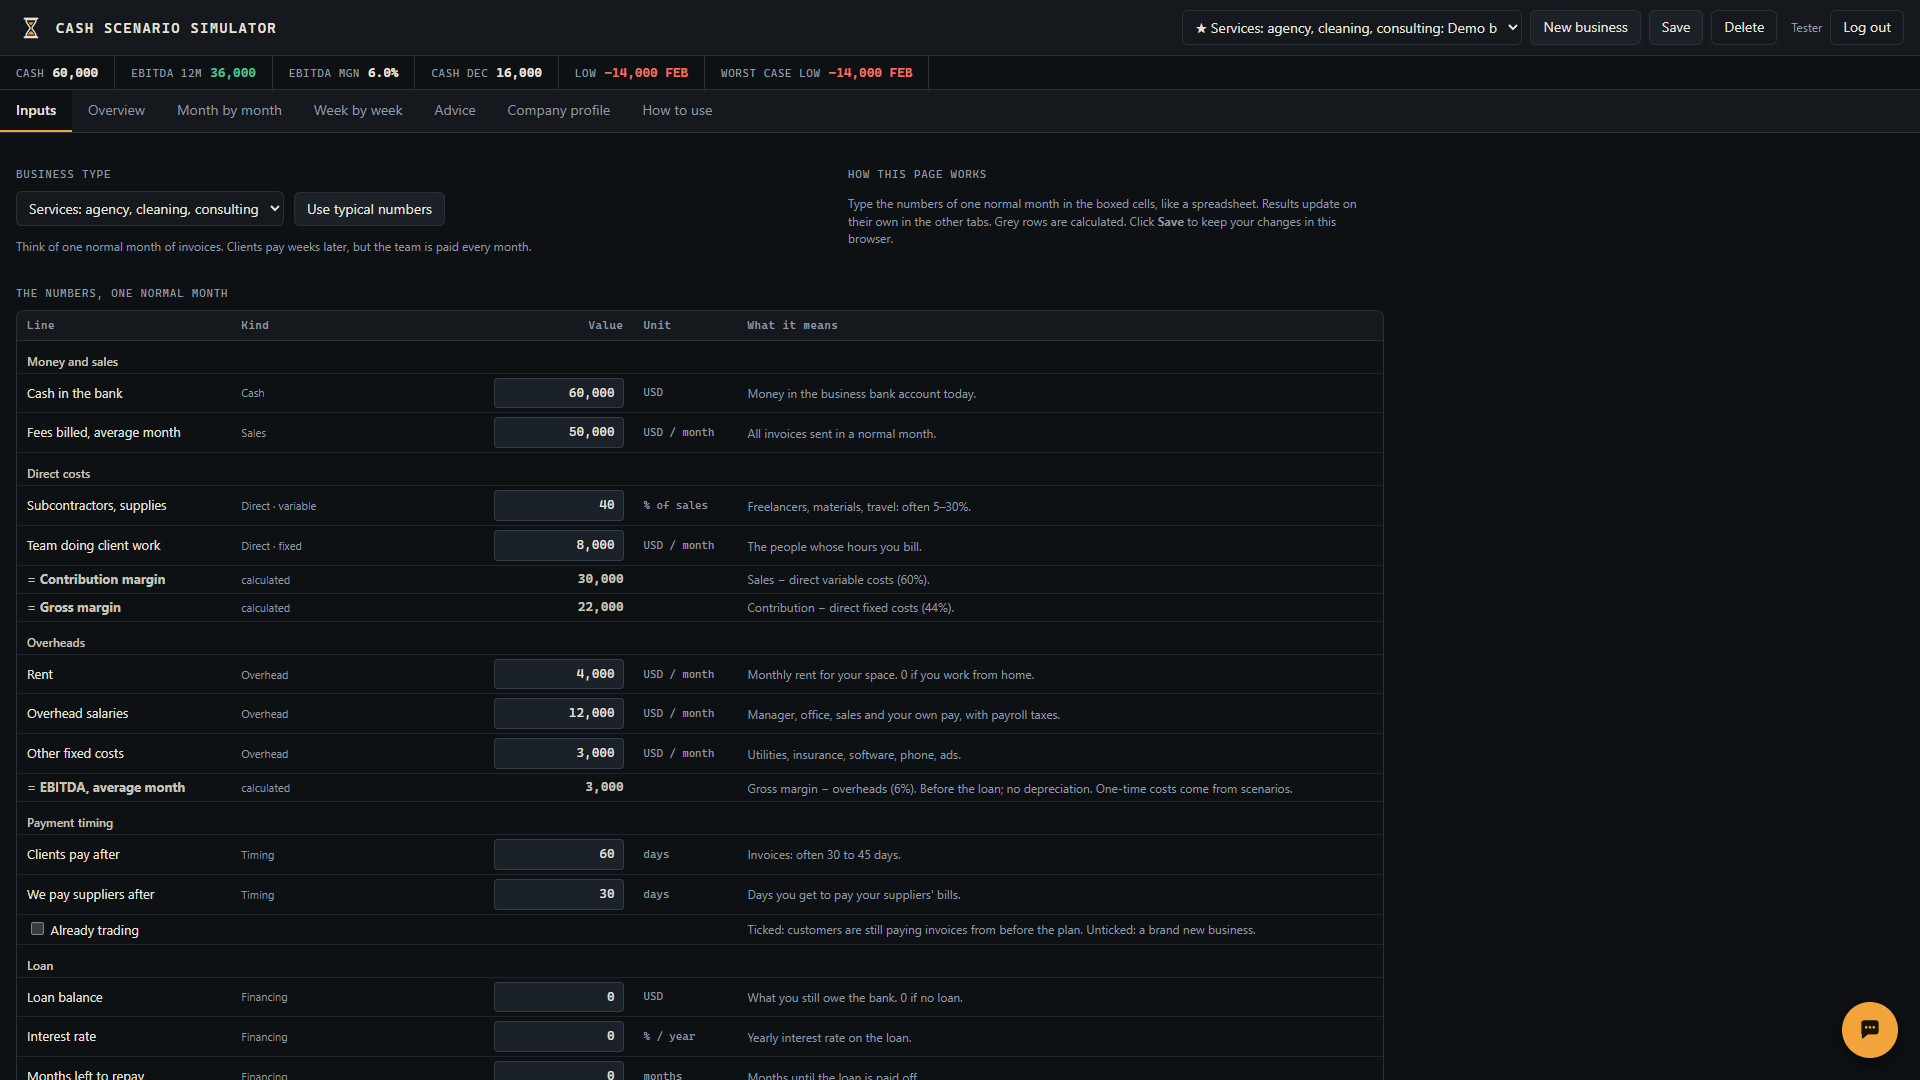 CASH SCENARIO SIMULATOR
★ Services: agency, cleaning, consulting: Demo b
New business
Save
Delete
Tester
Log out
CASH 60,000
EBITDA 12M 36,000
EBITDA MGN 6.0%
CASH DEC 16,000
LOW −14,000 FEB
WORST CASE LOW −14,000 FEB
Inputs
Overview
Month by month
Week by week
Advice
Company profile
How to use
BUSINESS TYPE
Services: agency, cleaning, consulting
Use typical numbers
Think of one normal month of invoices. Clients pay weeks later, but the team is paid every month.
HOW THIS PAGE WORKS
Type the numbers of one normal month in the boxed cells, like a spreadsheet. Results update on
their own in the other tabs. Grey rows are calculated. Click Save to keep your changes in this
browser.
THE NUMBERS, ONE NORMAL MONTH
Line Kind Value Unit What it means
Money and sales
Cash in the bank Cash 60,000 USD Money in the business bank account today.
Fees billed, average month Sales 50,000 USD / month All invoices sent in a normal month.
Direct costs
Subcontractors, supplies Direct · variable 40 % of sales Freelancers, materials, travel: often 5–30%.
Team doing client work Direct · fixed 8,000 USD / month The people whose hours you bill.
= Contribution margin calculated 30,000 Sales − direct variable costs (60%).
= Gross margin calculated 22,000 Contribution − direct fixed costs (44%).
Overheads
Rent Overhead 4,000 USD / month Monthly rent for your space. 0 if you work from home.
Overhead salaries Overhead 12,000 USD / month Manager, office, sales and your own pay, with payroll taxes.
Other fixed costs Overhead 3,000 USD / month Utilities, insurance, software, phone, ads.
= EBITDA, average month calculated 3,000 Gross margin − overheads (6%). Before the loan; no depreciation. One-time costs come from scenarios.
Payment timing
Clients pay after Timing 60 days Invoices: often 30 to 45 days.
We pay suppliers after Timing 30 days Days you get to pay your suppliers' bills.
Already trading Ticked: customers are still paying invoices from before the plan. Unticked: a brand new business.
Loan
Loan balance Financing 0 USD What you still owe the bank. 0 if no loan.
Interest rate Financing 0 % / year Yearly interest rate on the loan.
Months left to repay Financing 0 months Months until the loan is paid off.